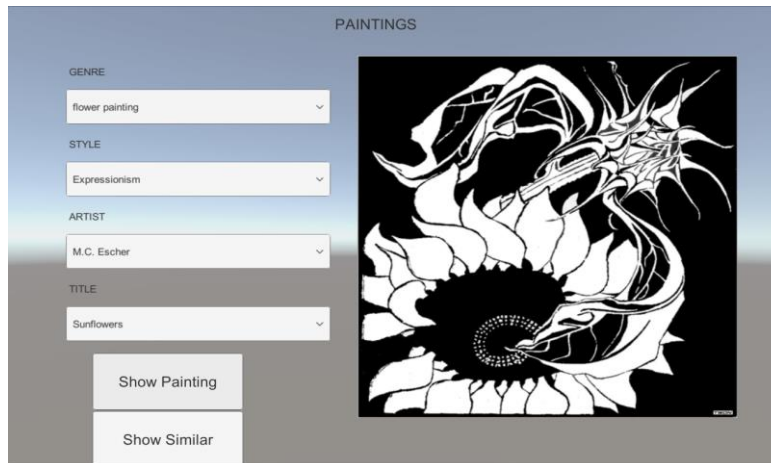 PAINTINGS
GENRE
flower painting
STYLE
Expressionism
ARTIST
M.C. Escher
TITLE
Sunflowers
Show Painting
Show Similar